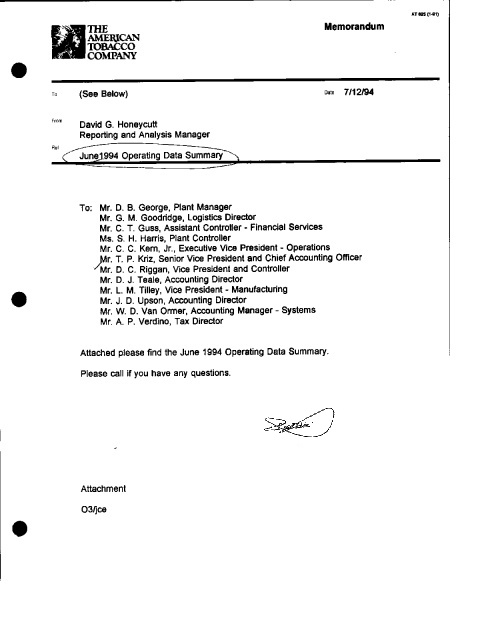 AT 025 (1-91)
THE
AMERICAN
TOBACCO
COMPANY
Memorandum
To (See Below)
Date 7/12/94
From
David G. Honeycutt
Reporting and Analysis Manager
Ref
June 1994 Operating Data Summary
To: Mr. D. B. George, Plant Manager
Mr. G. M. Goodridge, Logistics Director
Mr. C. T. Guss, Assistant Controller - Financial Services
Ms. S. H. Harris, Plant Controller
Mr. C. C. Kern, Jr., Executive Vice President - Operations
Mr. T. P. Kriz, Senior Vice President and Chief Accounting Officer
Mr. D. C. Riggan, Vice President and Controller
Mr. D. J. Teale, Accounting Director
Mr. L. M. Tilley, Vice President - Manufacturing
Mr. J. D. Upson, Accounting Director
Mr. W. D. Van Ormer, Accounting Manager - Systems
Mr. A. P. Verdino, Tax Director
Attached please find the June 1994 Operating Data Summary.
Please call if you have any questions.
Attachment
O3/jce